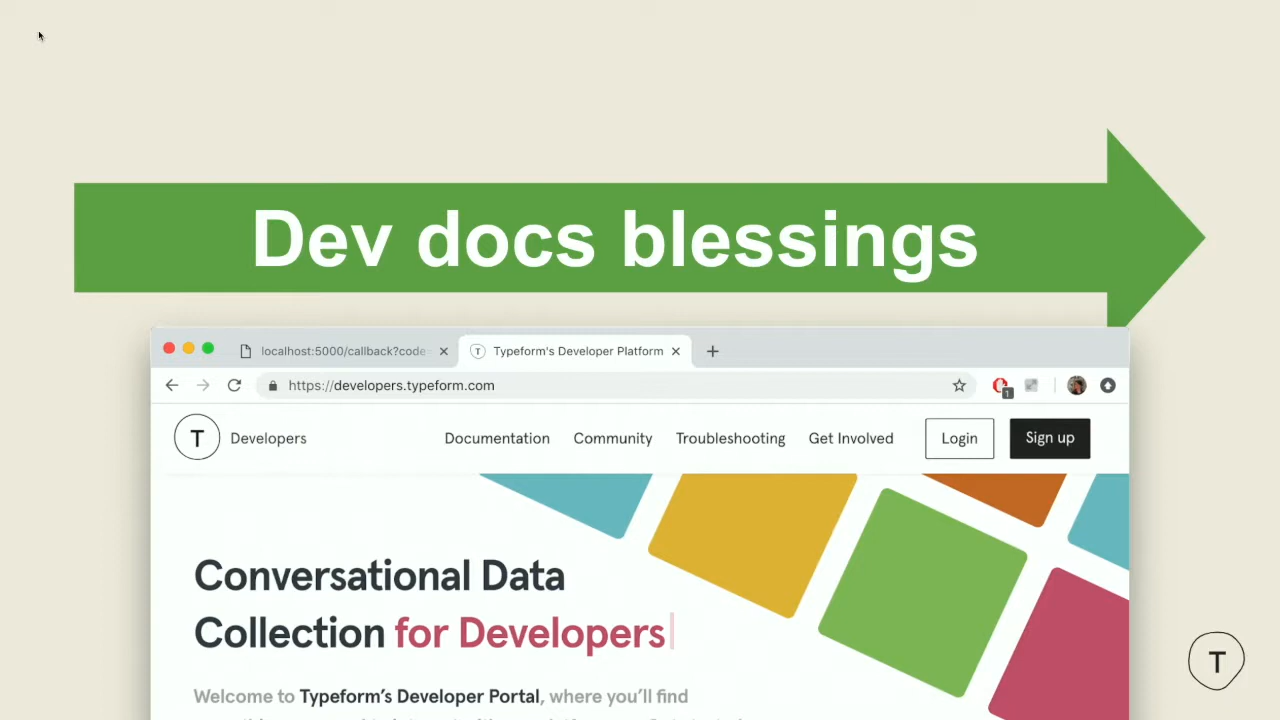 Dev docs blessings
localhost:5000/callback?code
Typeform's Developer Platform
https://developers.typeform.com
1
T Developers Documentation Community Troubleshooting Get Involved Login Sign up
Conversational Data
Collection for Developers
Welcome to Typeform's Developer Portal, where you'll find
T